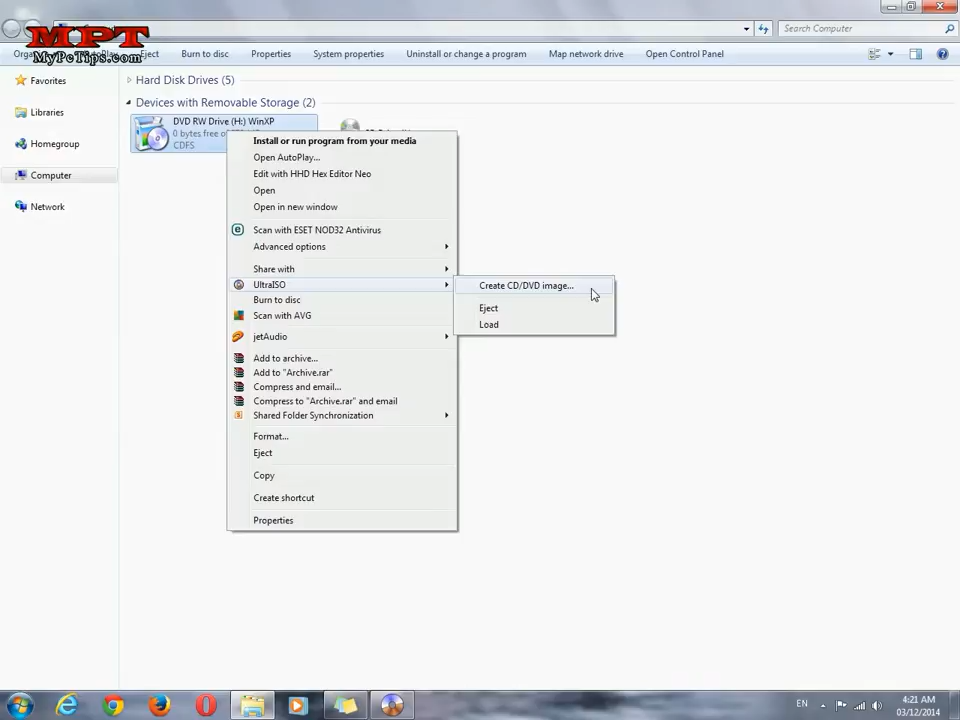 MPT
MyPcTips.com
Search Computer
Eject
Burn to disc
Properties
System properties
Uninstall or change a program
Map network drive
Open Control Panel
Favorites
Libraries
Homegroup
Computer
Network
Hard Disk Drives (5)
Devices with Removable Storage (2)
DVD RW Drive (H:) WinXP
0 bytes free of
CDFS
Install or run program from your media
Open AutoPlay...
Edit with HHD Hex Editor Neo
Open
Open in new window
Scan with ESET NOD32 Antivirus
Advanced options
Share with
UltraISO
Burn to disc
Scan with AVG
jetAudio
Add to archive...
Add to "Archive.rar"
Compress and email...
Compress to "Archive.rar" and email
Shared Folder Synchronization
Format...
Eject
Copy
Create shortcut
Properties
Create CD/DVD image...
Eject
Load
EN
4:21 AM
03/12/2014